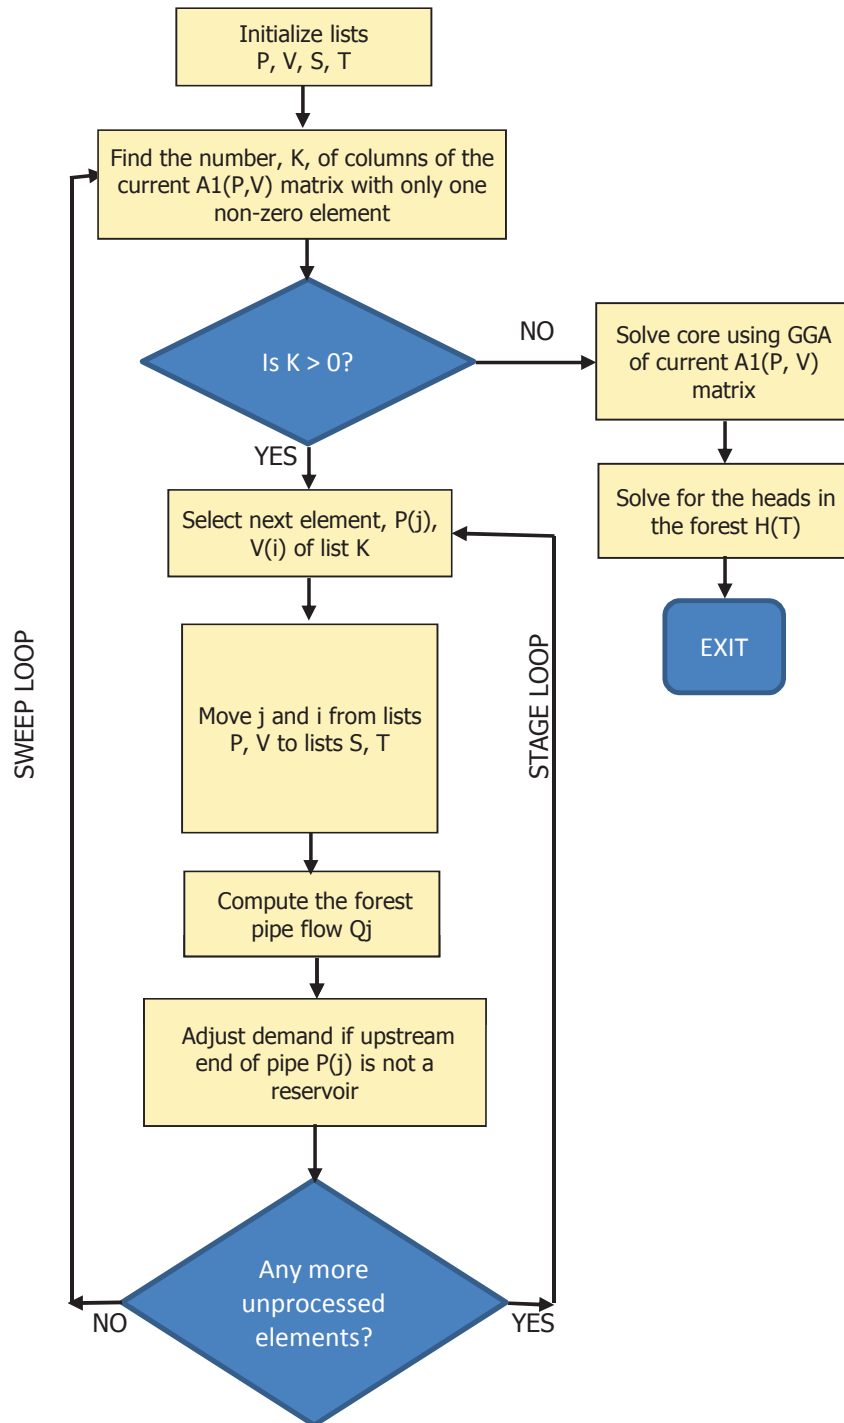 Initialize lists
P, V, S, T
Find the number, K, of columns of the
current A1(P,V) matrix with only one
non-zero element
Is K > 0?
NO
Solve core using GGA
of current A1(P, V)
matrix
YES
Solve for the heads in
the forest H(T)
Select next element, P(j),
V(i) of list K
EXIT
SWEEP LOOP
STAGE LOOP
Move j and i from lists
P, V to lists S, T
Compute the forest
pipe flow Qj
Adjust demand if upstream
end of pipe P(j) is not a
reservoir
Any more
unprocessed
elements?
NO
YES